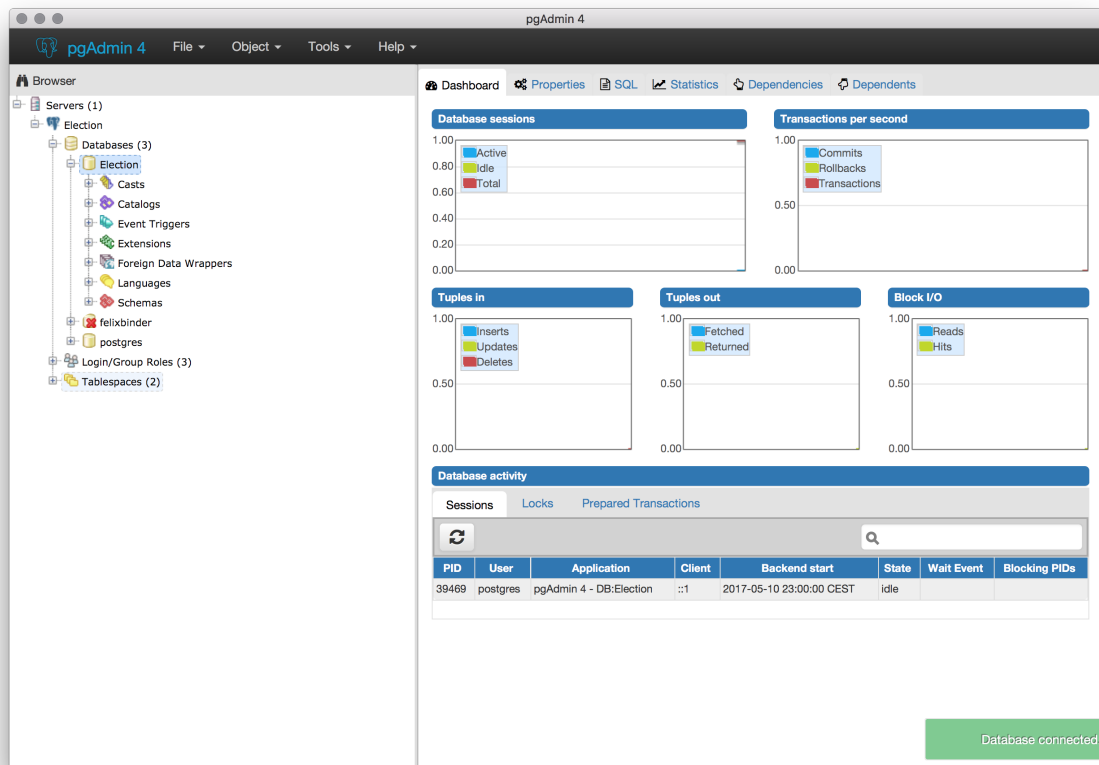 pgAdmin 4
pgAdmin 4 File Object Tools Help
Browser
Servers (1)
Election
Databases (3)
Election
Casts
Catalogs
Event Triggers
Extensions
Foreign Data Wrappers
Languages
Schemas
felixbinder
postgres
Login/Group Roles (3)
Tablespaces (2)
Dashboard Properties SQL Statistics Dependencies Dependents
Database sessions
1.00
0.80
0.60
0.40
0.20
0.00
Active
Idle
Total
Transactions per second
1.00
0.50
0.00
Commits
Rollbacks
Transactions
Tuples in
1.00
0.50
0.00
Inserts
Updates
Deletes
Tuples out
1.00
0.50
0.00
Fetched
Returned
Block I/O
1.00
0.50
0.00
Reads
Hits
Database activity
Sessions Locks Prepared Transactions
PID User Application Client Backend start State Wait Event Blocking PIDs
39469 postgres pgAdmin 4 - DB:Election ::1 2017-05-10 23:00:00 CEST idle
Database connected